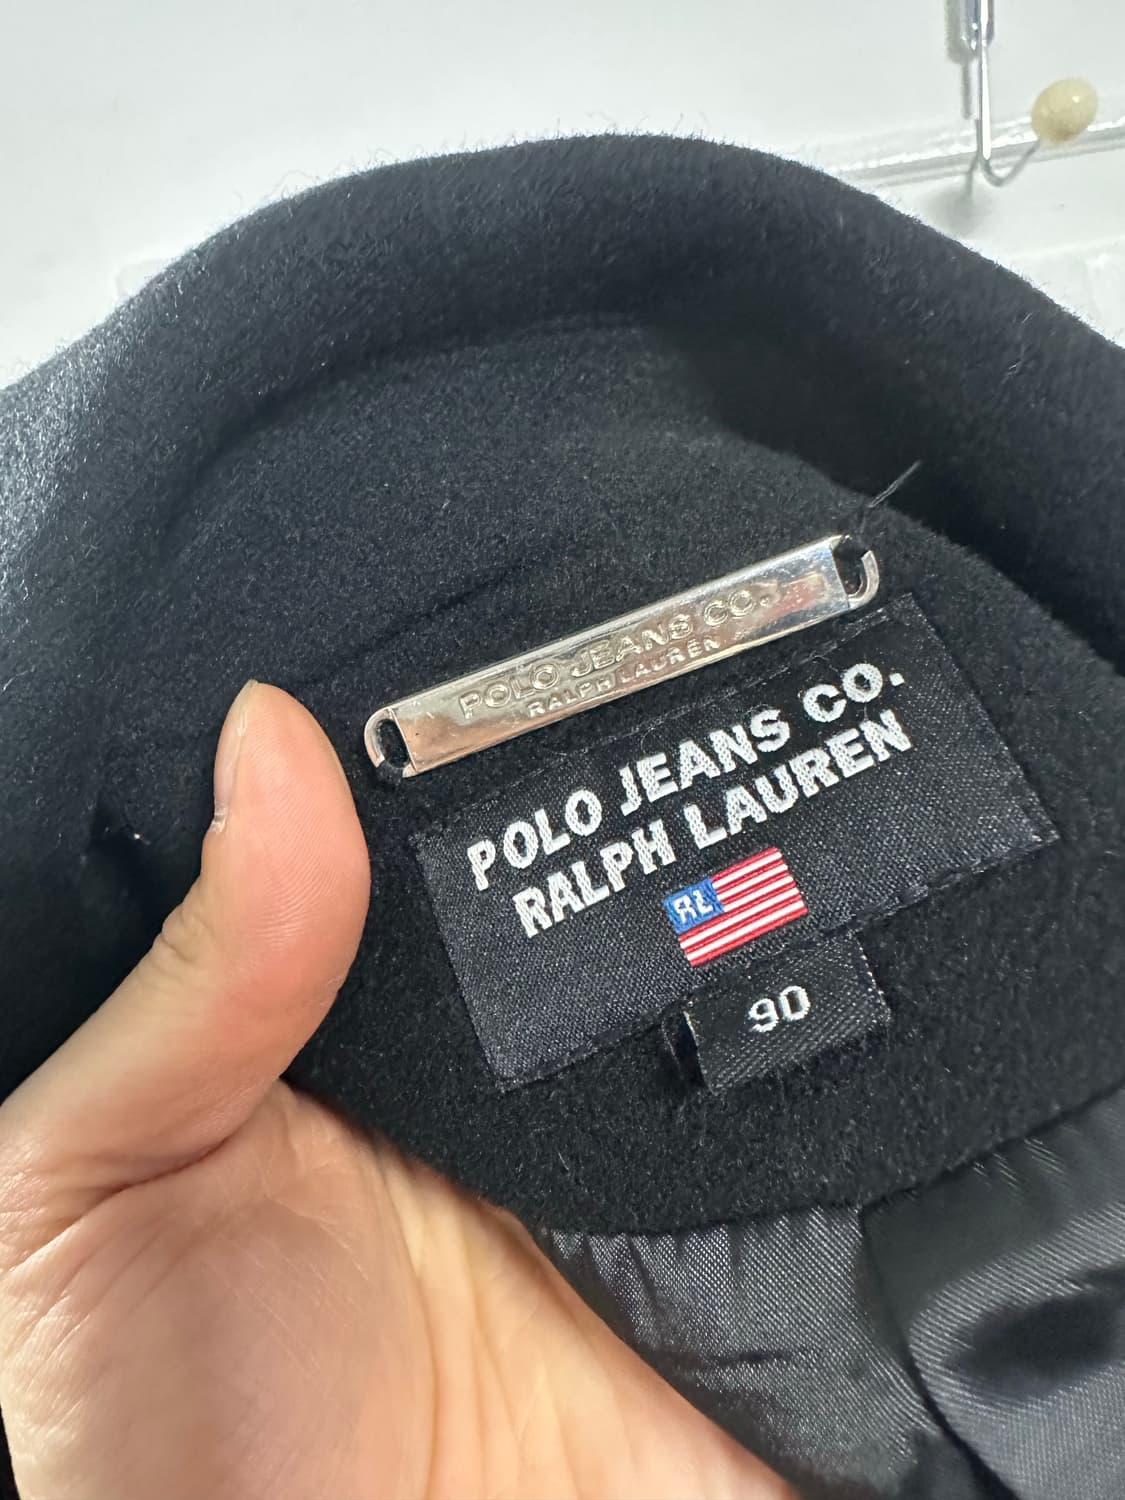 POLO JEANS CO.
RALPH LAUREN
POLO JEANS CO.
RALPH LAUREN
RL
90